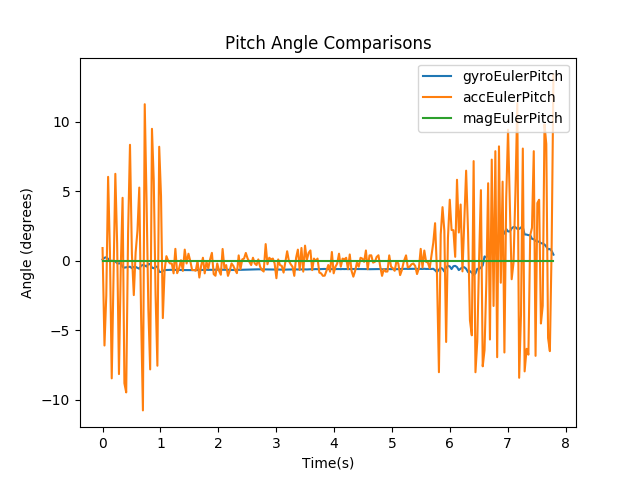 Pitch Angle Comparisons
gyroEulerPitch
accEulerPitch
magEulerPitch
Angle (degrees)
10
5
0
−5
−10
0 1 2 3 4 5 6 7 8
Time(s)